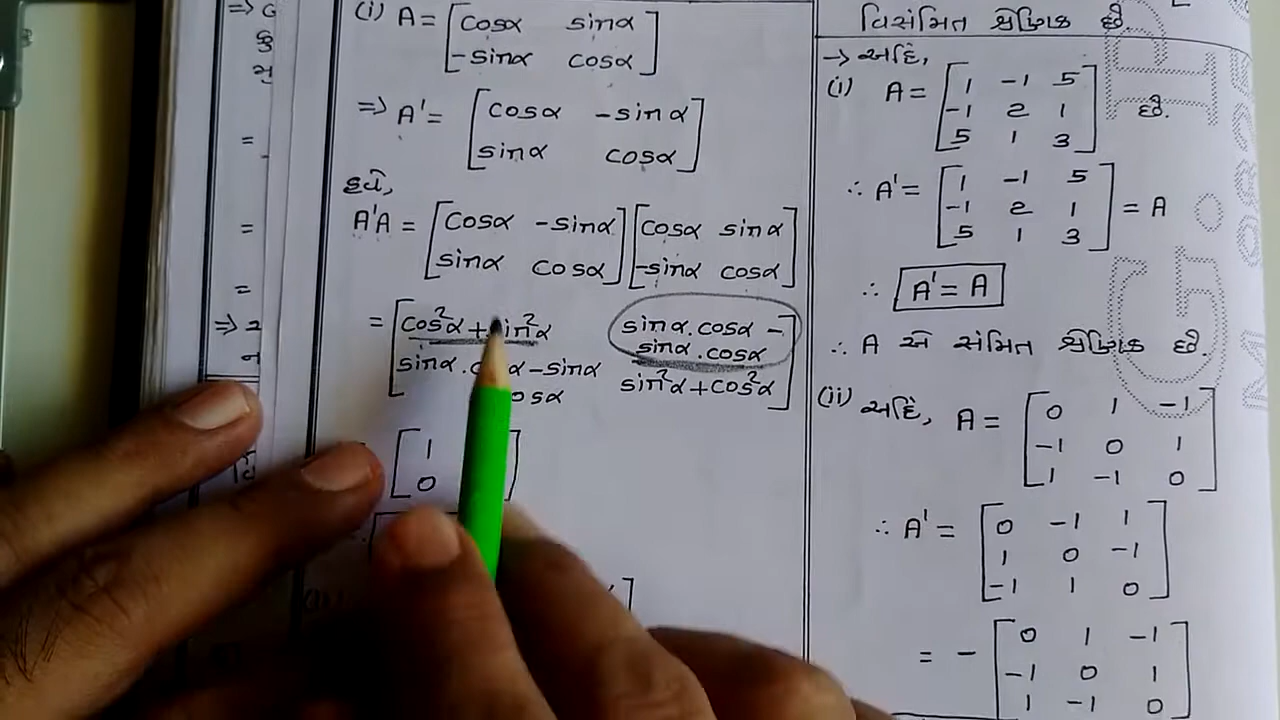 (i) A = [cosα sinα
-sinα cosα]
=> A' = [cosα -sinα
sinα cosα]
હવે,
A'A = [cosα -sinα] [cosα sinα]
[sinα cosα] [-sinα cosα]
= [cos²α + sin²α sinα.cosα - sinα.cosα
sinα.c α - sinα osα sin²α + cos²α]
[1
0 ]
વિસંમિત શ્રેણિક છે.
→ અહિં,
(i) A = [1 -1 5
-1 2 1
5 1 3] છે.
∴ A' = [1 -1 5
-1 2 1
5 1 3] = A
∴ A' = A
∴ A એ સંમિત શ્રેણિક છે.
(ii) અહિં, A = [0 1 -1
-1 0 1
1 -1 0]
∴ A' = [0 -1 1
1 0 -1
-1 1 0]
= - [0 1 -1
-1 0 1
1 -1 0]